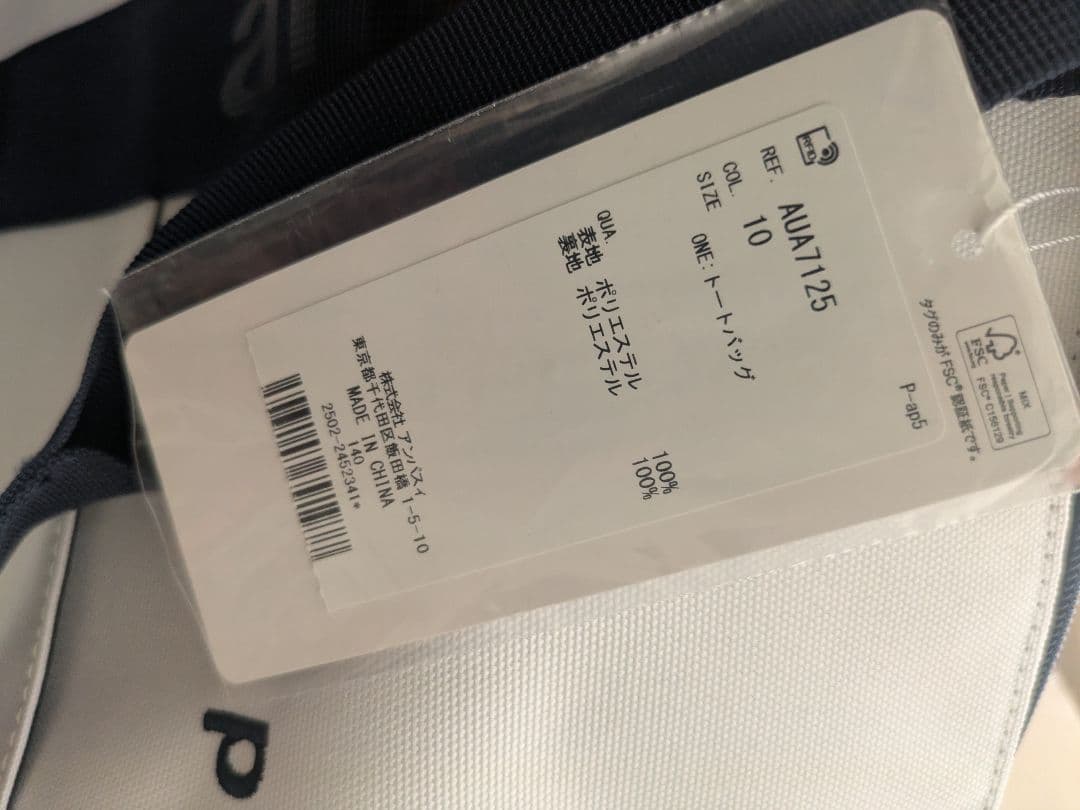 RFID
REF. AUA7125
COL. 10
SIZE ONE:トートバッグ
QUA.
表地 ポリエステル 100%
裏地 ポリエステル 100%
株式会社 アンバスィ
東京都千代田区飯田橋 1-5-10
MADE IN CHINA
140
2502-2452341*
MIX
Paper | Supporting
responsible forestry
FSC
FSC® C156129
タグのみが FSC® 認証紙です。
P-ap5
p